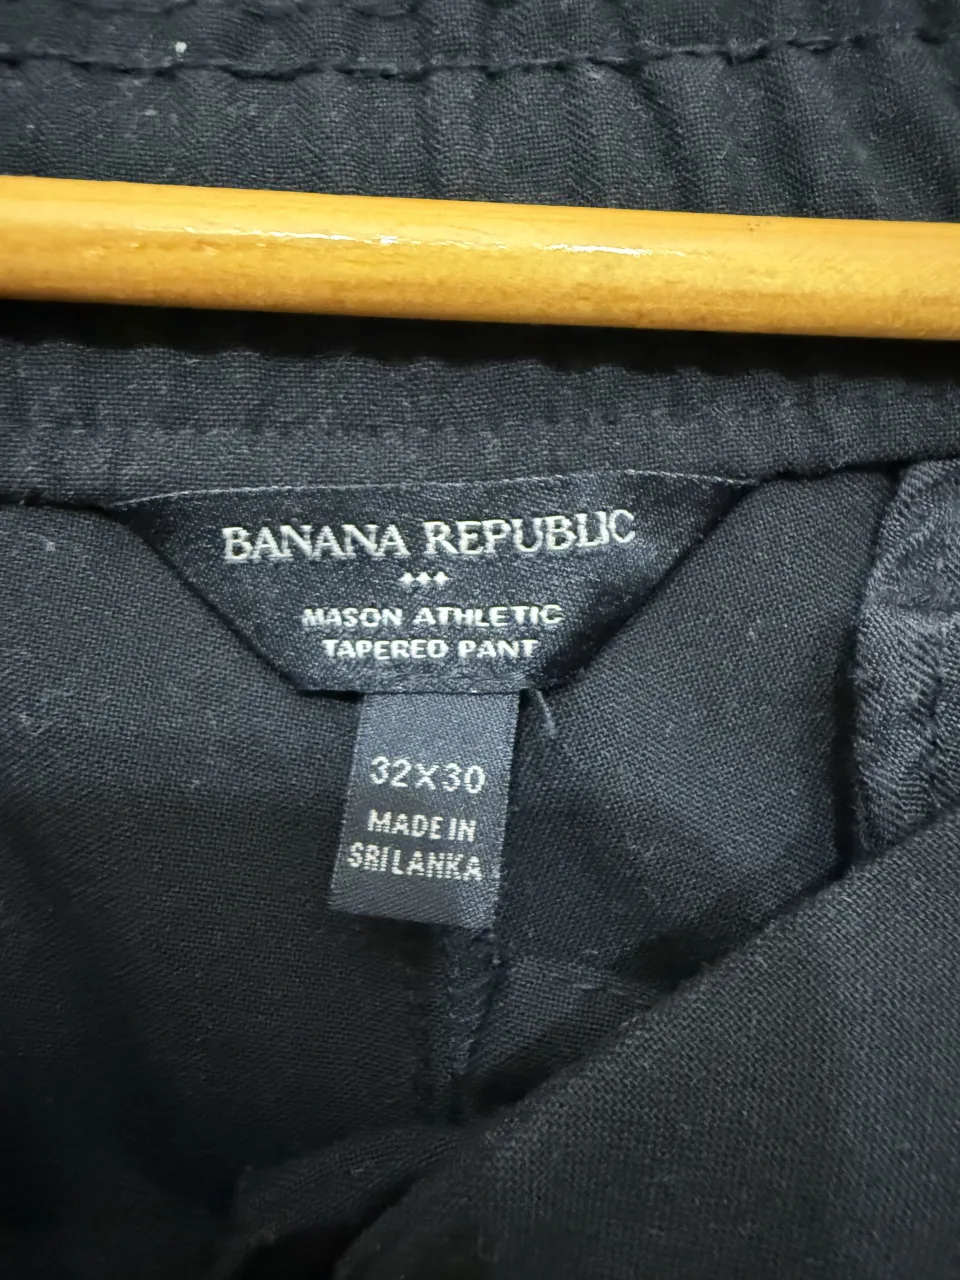 BANANA REPUBLIC
MASON ATHLETIC
TAPERED PANT
32X30
MADE IN
SRI LANKA